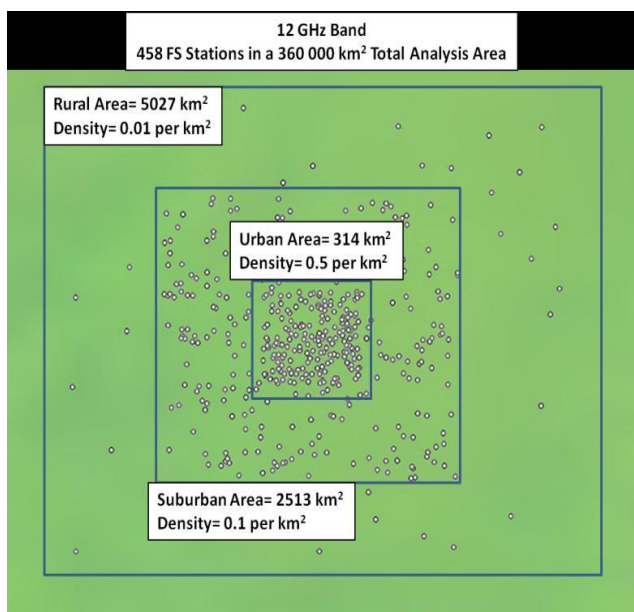 12 GHz Band
458 FS Stations in a 360 000 km² Total Analysis Area
Rural Area= 5027 km²
Density= 0.01 per km²
Urban Area= 314 km²
Density= 0.5 per km²
Suburban Area= 2513 km²
Density= 0.1 per km²